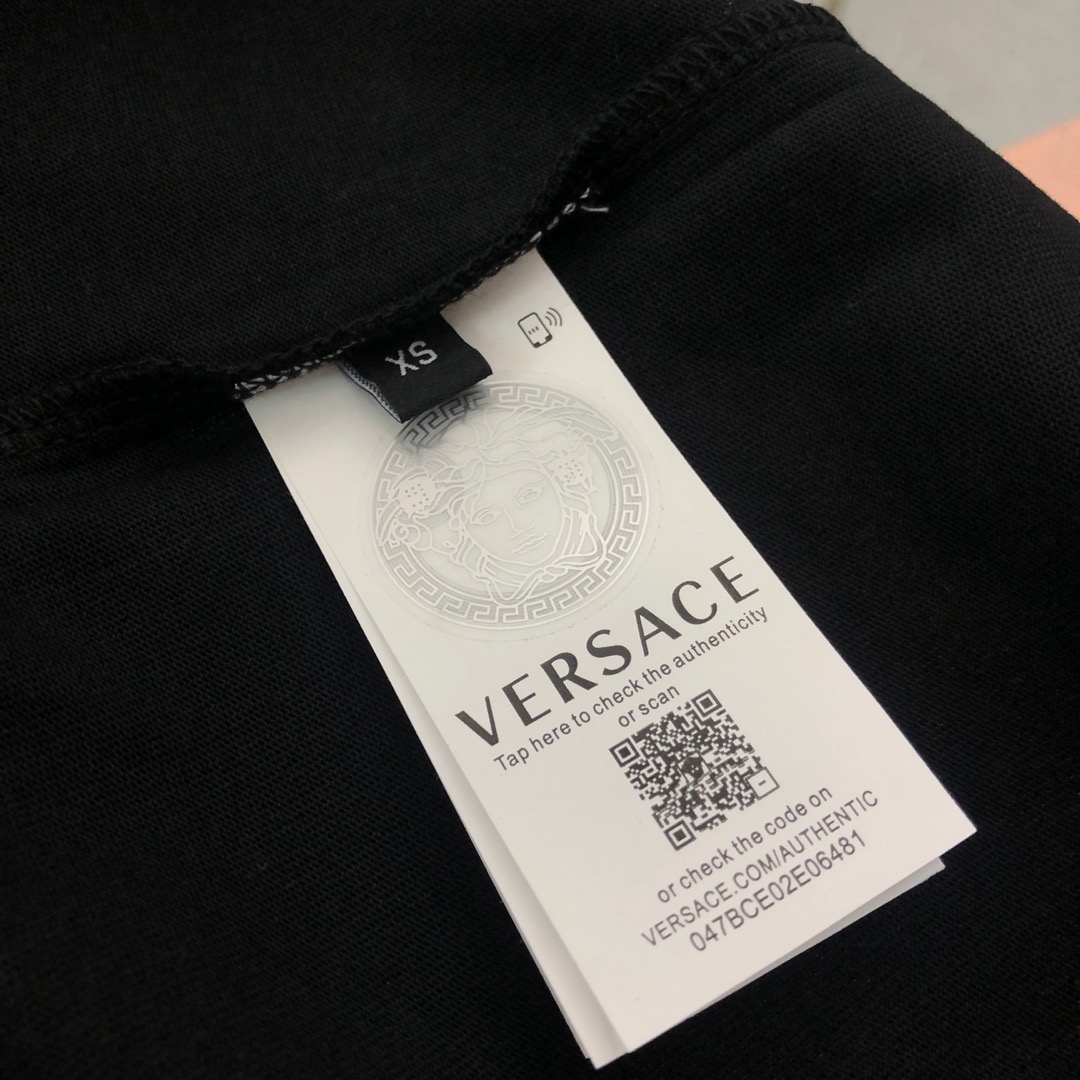 XS
VERSACE
Tap here to check the authenticity
or scan
or check the code on
VERSACE.COM/AUTHENTIC
047BCE02E06481